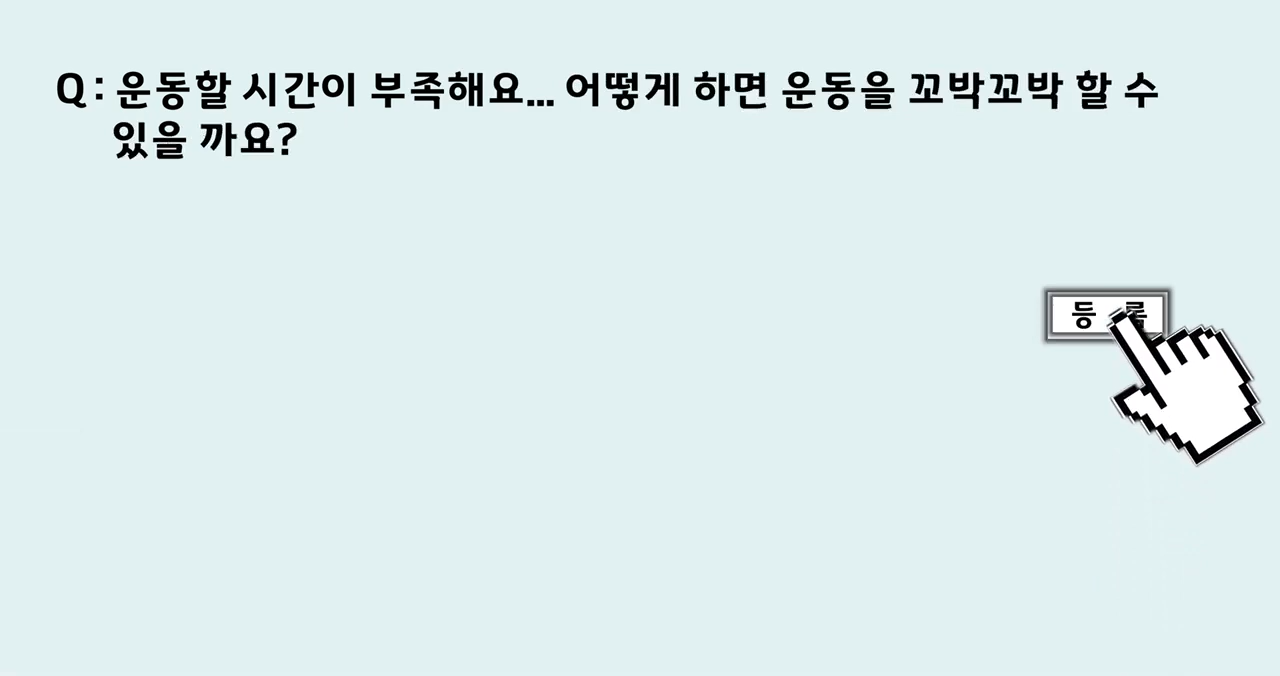 Q : 운동할 시간이 부족해요... 어떻게 하면 운동을 꼬박꼬박 할 수
있을 까요?
등 록